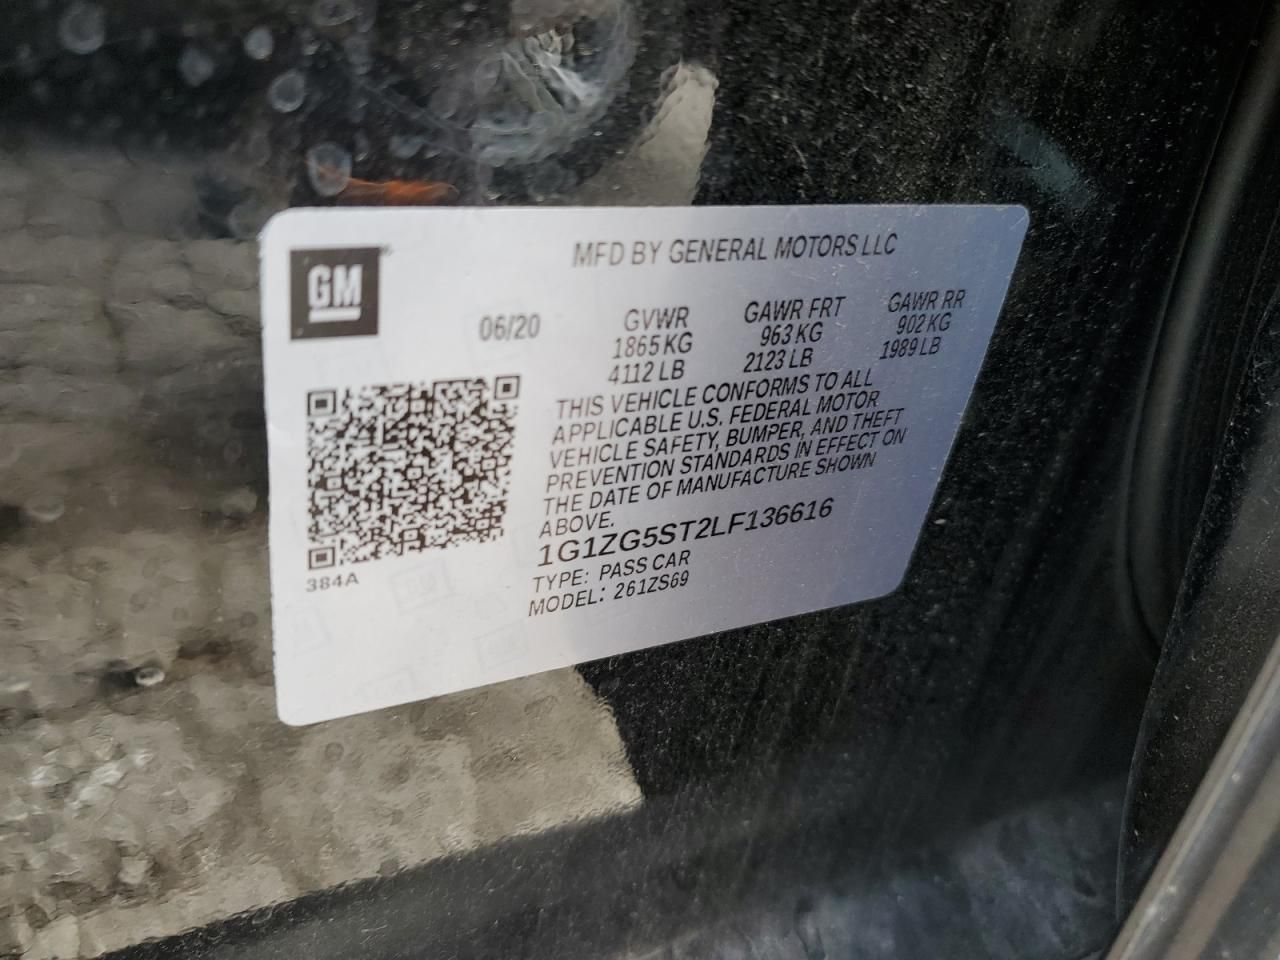 GM
MFD BY GENERAL MOTORS LLC
06/20
GVWR
1865 KG
4112 LB
GAWR FRT
963 KG
2123 LB
GAWR RR
902 KG
1989 LB
THIS VEHICLE CONFORMS TO ALL
APPLICABLE U.S. FEDERAL MOTOR
VEHICLE SAFETY, BUMPER, AND THEFT
PREVENTION STANDARDS IN EFFECT ON
THE DATE OF MANUFACTURE SHOWN
ABOVE.
1G1ZG5ST2LF136616
TYPE: PASS CAR
MODEL: 261ZS69
384A